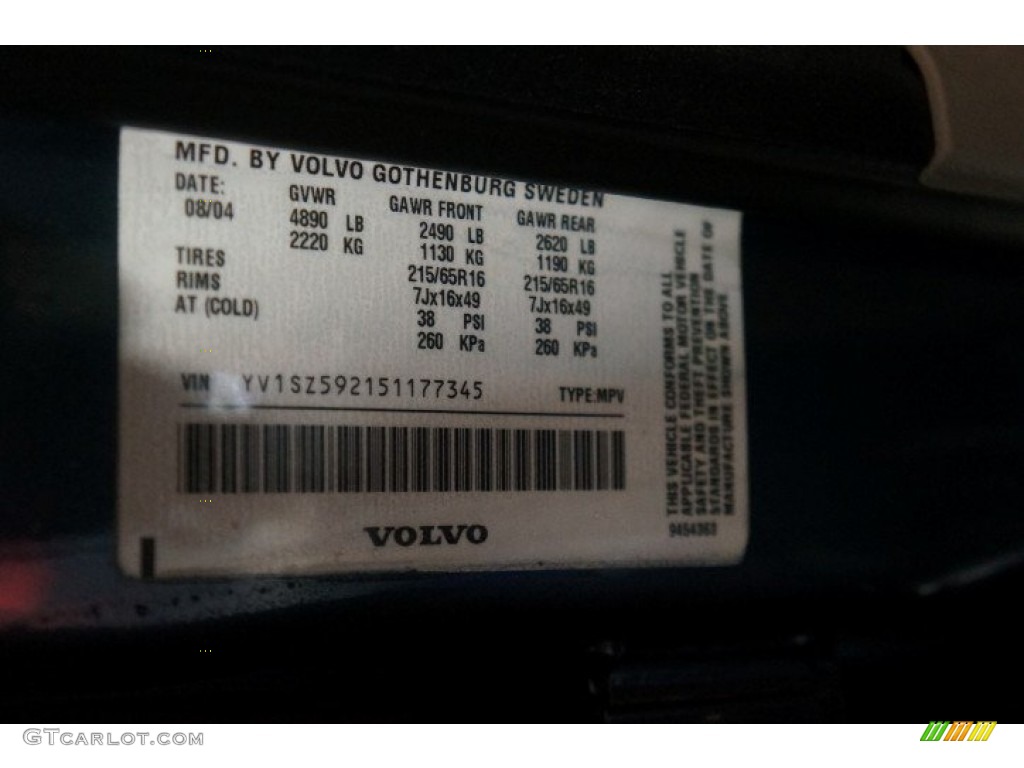 MFD. BY VOLVO GOTHENBURG SWEDEN
DATE: GVWR GAWR FRONT GAWR REAR
08/04 4890 LB 2490 LB 2620 LB
2220 KG 1130 KG 1190 KG
TIRES 215/65R16 215/65R16
RIMS 7Jx16x49 7Jx16x49
AT (COLD) 38 PSI 38 PSI
260 KPa 260 KPa
VIN YV1SZ592151177345 TYPE:MPV
VOLVO
THIS VEHICLE CONFORMS TO ALL
APPLICABLE FEDERAL MOTOR VEHICLE
SAFETY AND THEFT PREVENTION
STANDARDS IN EFFECT ON THE DATE OF
MANUFACTURE SHOWN ABOVE
9454363
GTCARLOT.COM